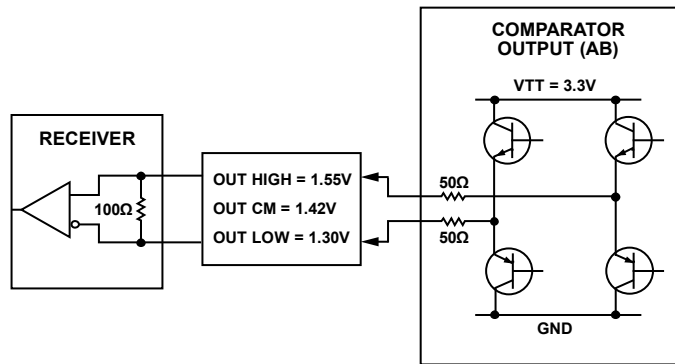 COMPARATOR
OUTPUT (AB)
VTT = 3.3V
RECEIVER
100Ω
OUT HIGH = 1.55V
OUT CM = 1.42V
OUT LOW = 1.30V
50Ω
50Ω
GND